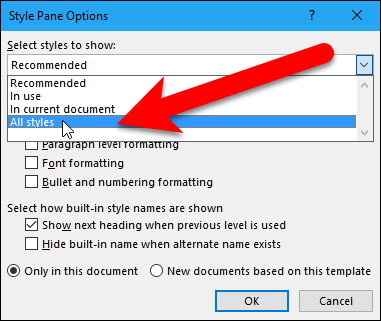 Style Pane Options
Select styles to show:
Recommended
Recommended
In use
In current document
All styles
Paragraph level formatting
Font formatting
Bullet and numbering formatting
Select how built-in style names are shown
Show next heading when previous level is used
Hide built-in name when alternate name exists
Only in this document New documents based on this template
OK Cancel